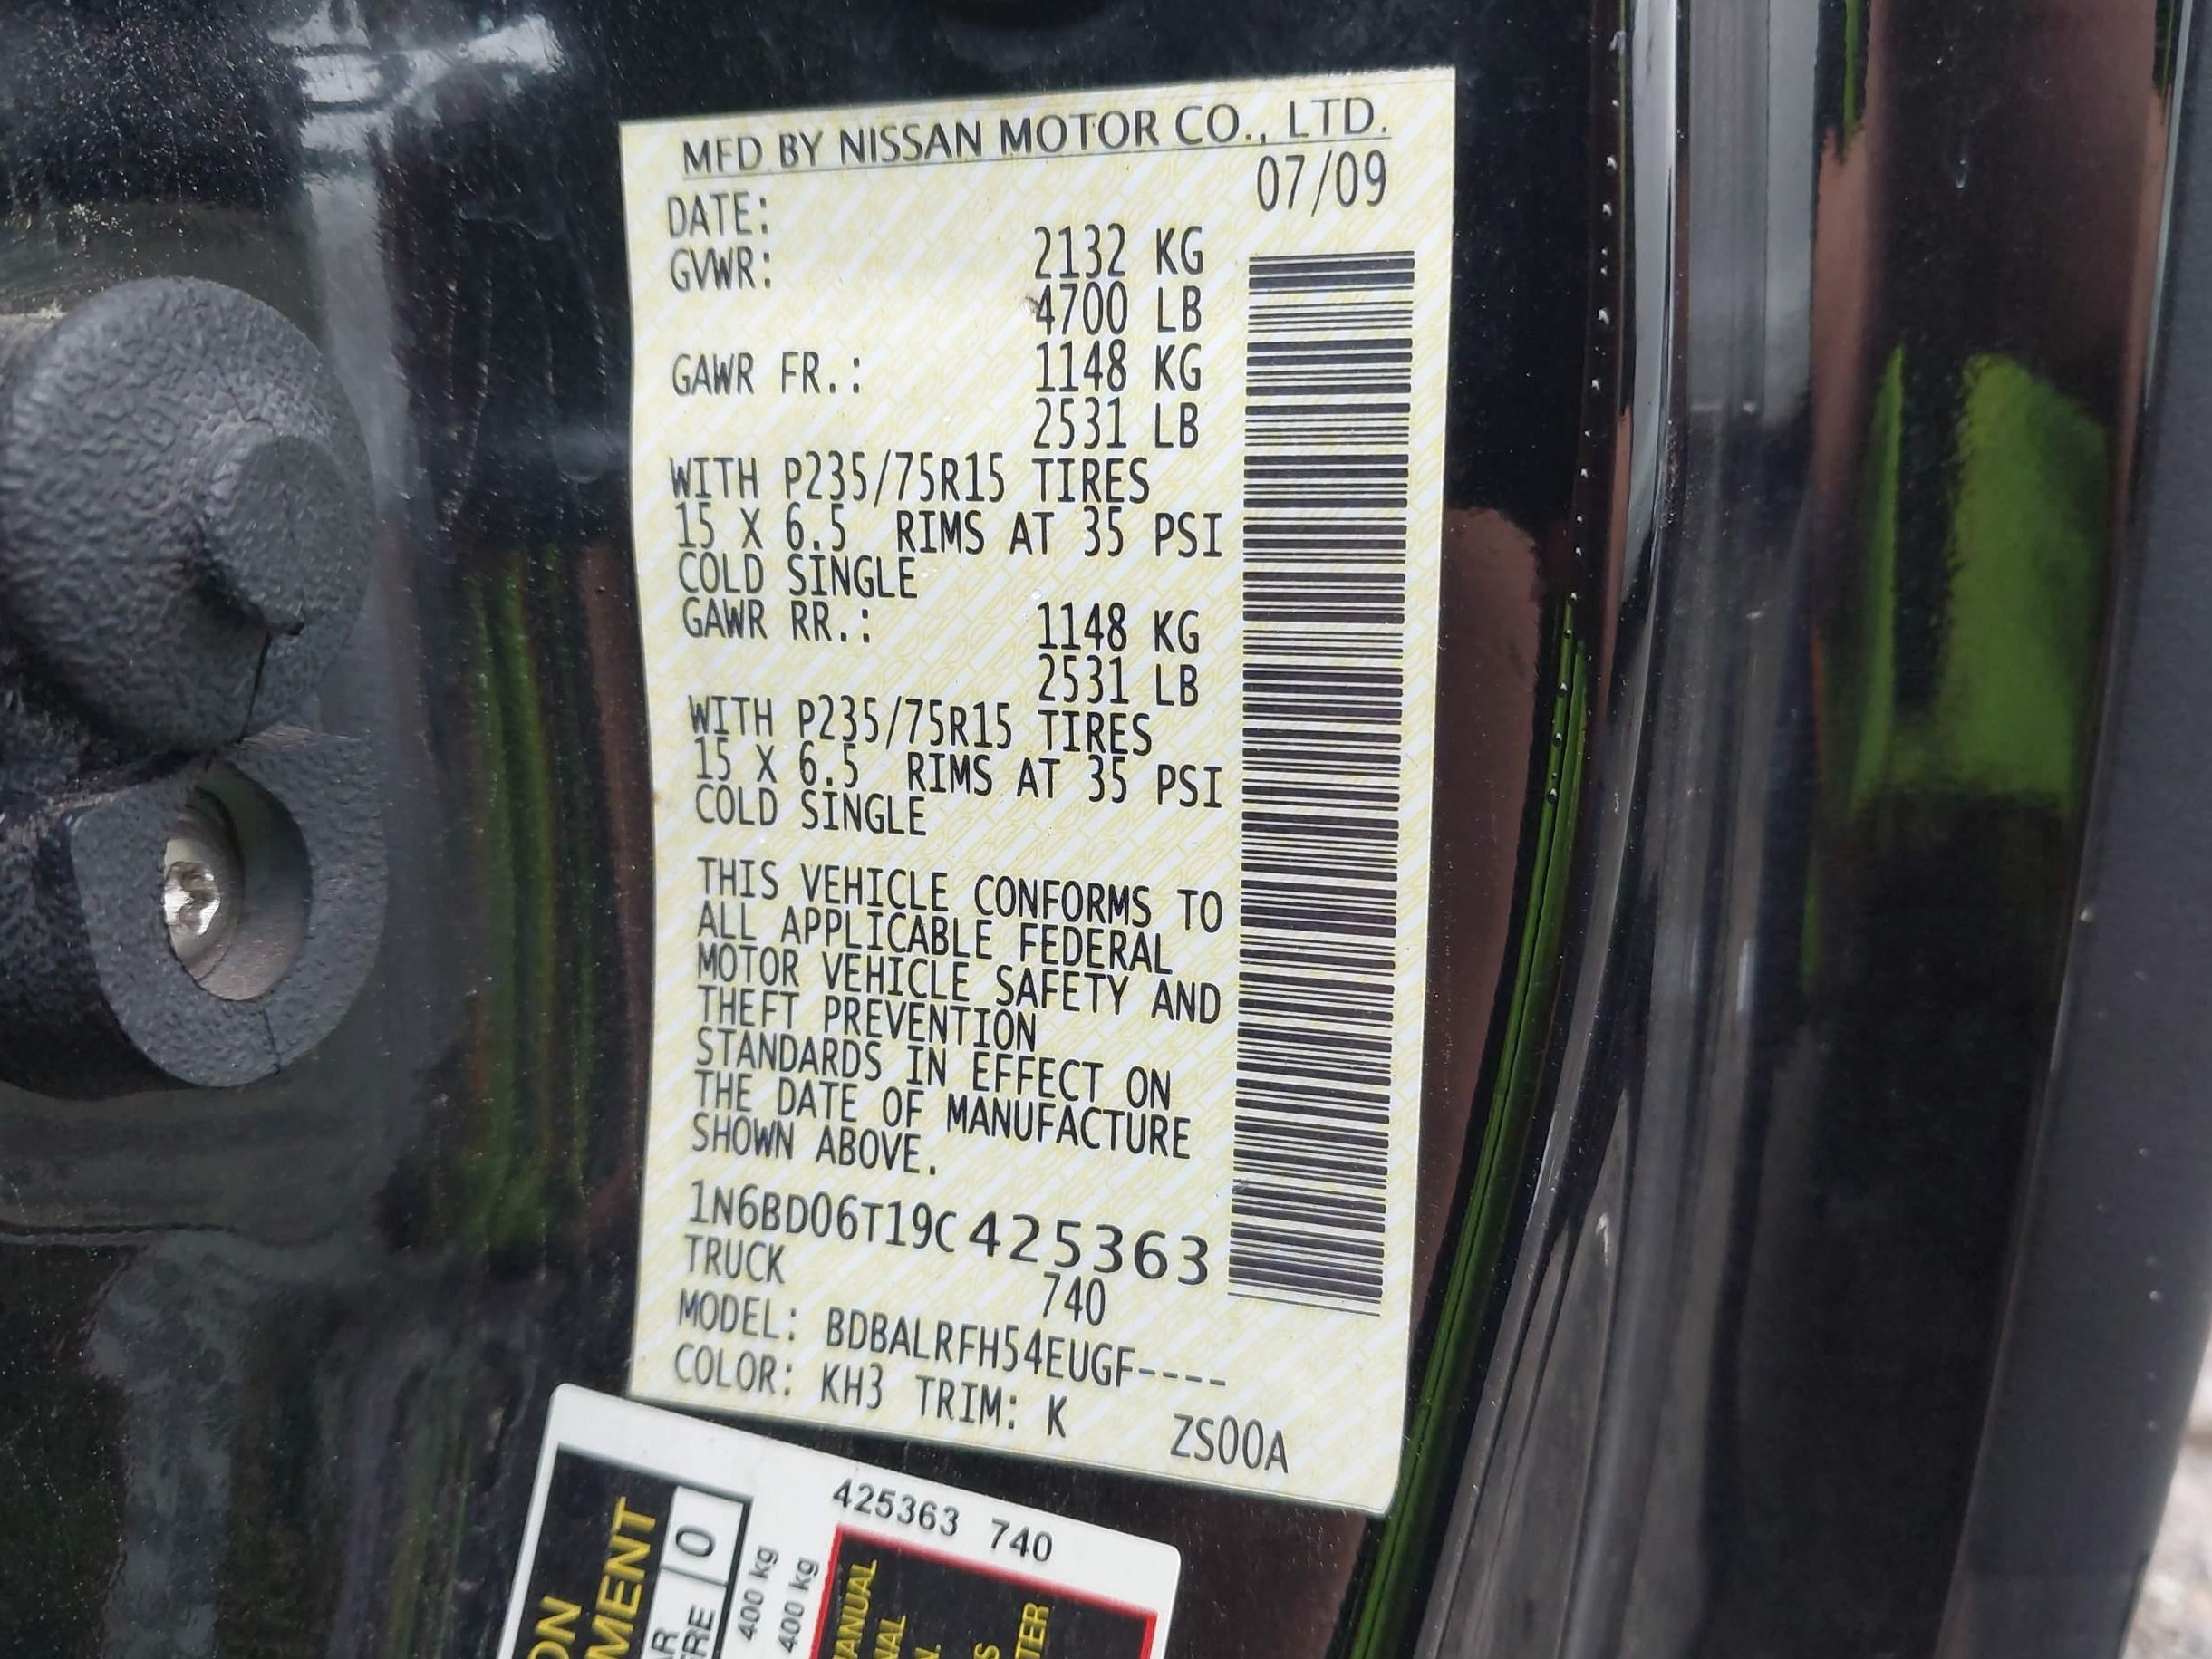 MFD BY NISSAN MOTOR CO., LTD.
DATE: 07/09
GVWR: 2132 KG
4700 LB
GAWR FR.: 1148 KG
2531 LB
WITH P235/75R15 TIRES
15 X 6.5 RIMS AT 35 PSI
COLD SINGLE
GAWR RR.: 1148 KG
2531 LB
WITH P235/75R15 TIRES
15 X 6.5 RIMS AT 35 PSI
COLD SINGLE
THIS VEHICLE CONFORMS TO
ALL APPLICABLE FEDERAL
MOTOR VEHICLE SAFETY AND
THEFT PREVENTION
STANDARDS IN EFFECT ON
THE DATE OF MANUFACTURE
SHOWN ABOVE.
1N6BD06T19C425363
TRUCK 740
MODEL: BDBALRFH54EUGF----
COLOR: KH3 TRIM: K ZS00A
425363 740
0
400 kg
400 kg